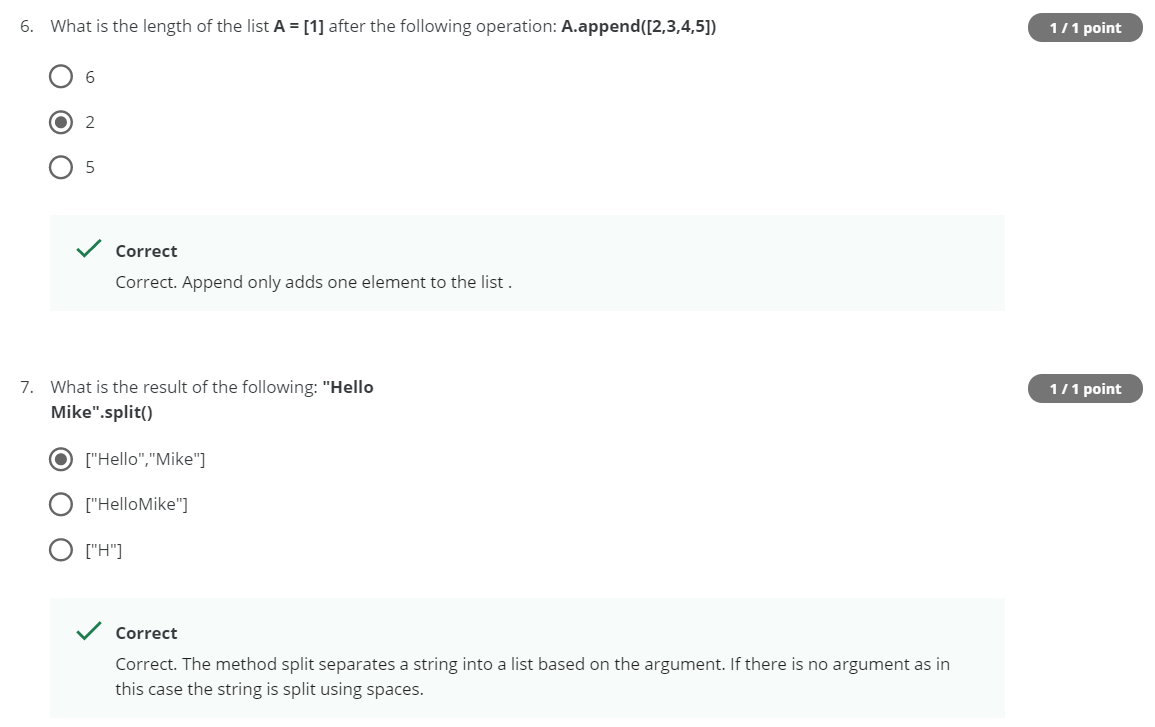 6. What is the length of the list A = [1] after the following operation: A.append([2,3,4,5])
1 / 1 point
6
2
5
Correct
Correct. Append only adds one element to the list .
7. What is the result of the following: "Hello
Mike".split()
1 / 1 point
["Hello","Mike"]
["HelloMike"]
["H"]
Correct
Correct. The method split separates a string into a list based on the argument. If there is no argument as in
this case the string is split using spaces.